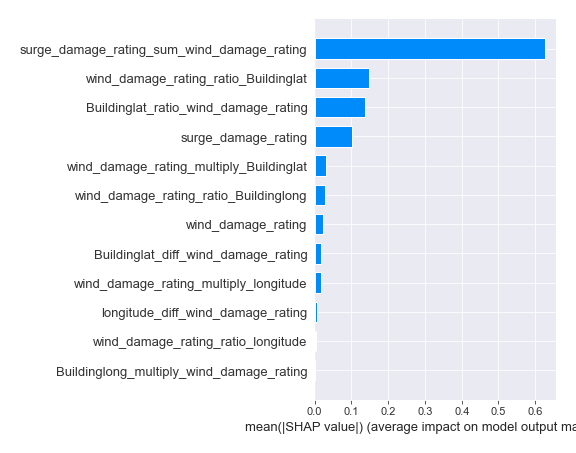 surge_damage_rating_sum_wind_damage_rating
wind_damage_rating_ratio_Buildinglat
Buildinglat_ratio_wind_damage_rating
surge_damage_rating
wind_damage_rating_multiply_Buildinglat
wind_damage_rating_ratio_Buildinglong
wind_damage_rating
Buildinglat_diff_wind_damage_rating
wind_damage_rating_multiply_longitude
longitude_diff_wind_damage_rating
wind_damage_rating_ratio_longitude
Buildinglong_multiply_wind_damage_rating
0.0 0.1 0.2 0.3 0.4 0.5 0.6
mean(|SHAP value|) (average impact on model output ma